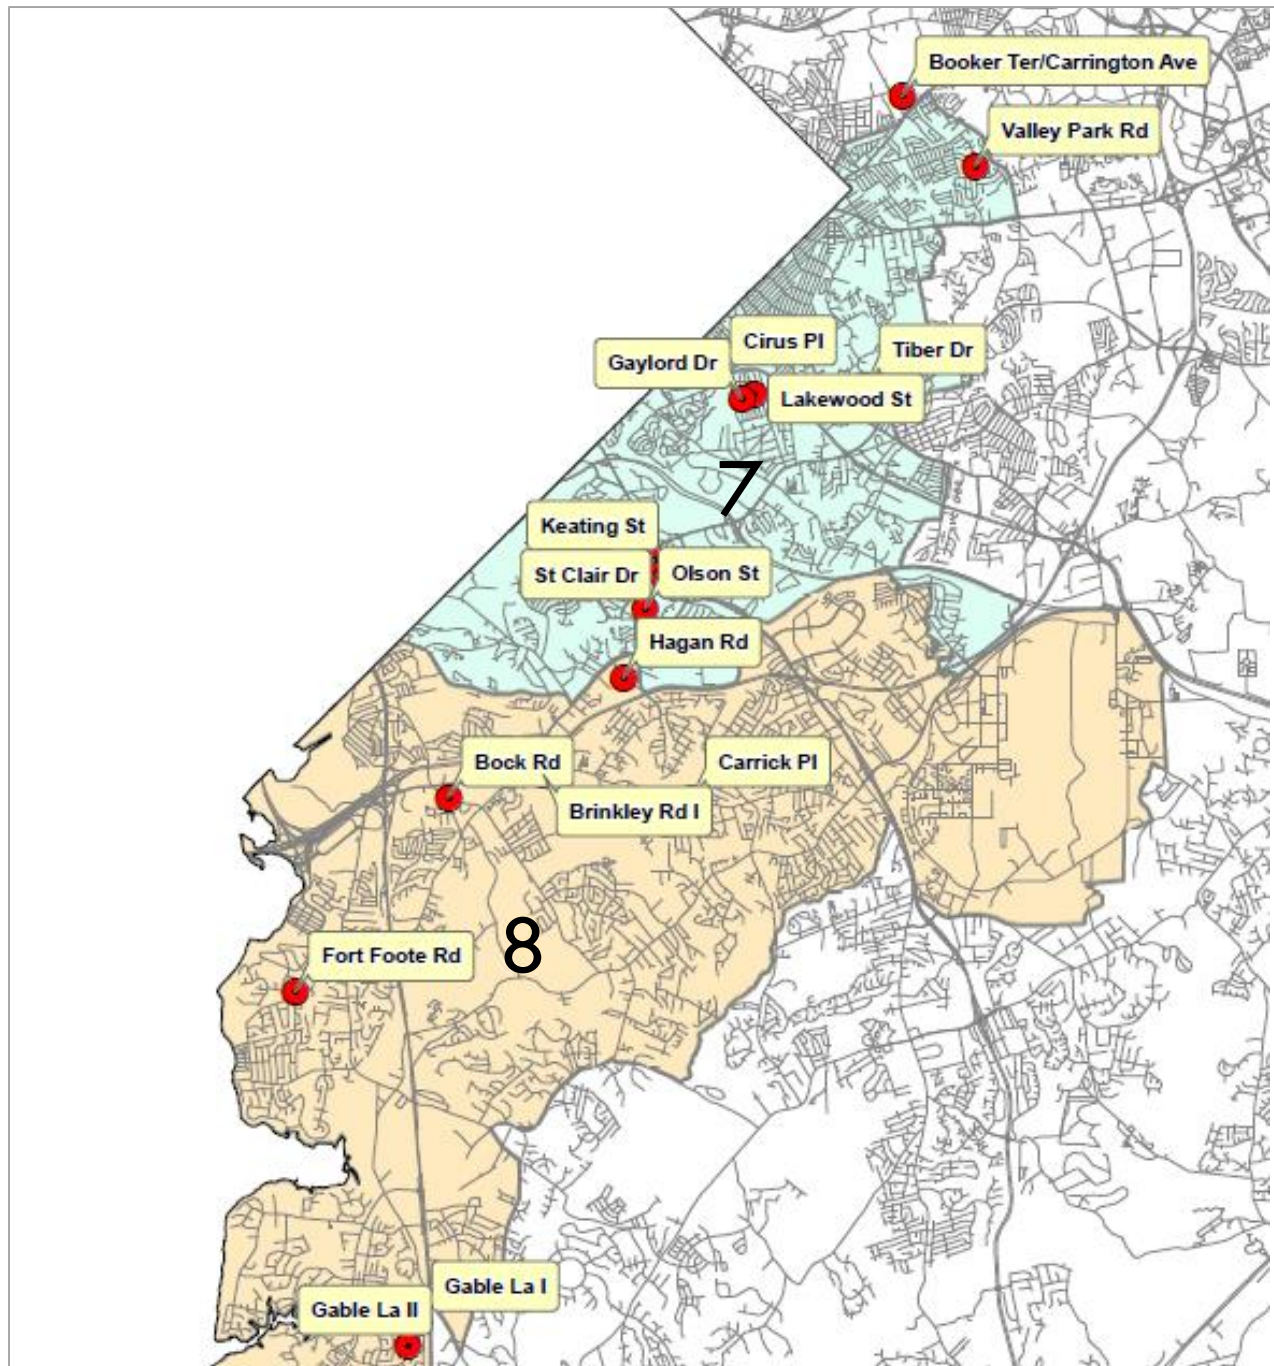 Booker Ter/Carrington Ave
Valley Park Rd
Cirus Pl
Tiber Dr
Gaylord Dr
Lakewood St
7
Keating St
St Clair Dr
Olson St
Hagan Rd
Bock Rd
Carrick Pl
Brinkley Rd I
8
Fort Foote Rd
Gable La I
Gable La II